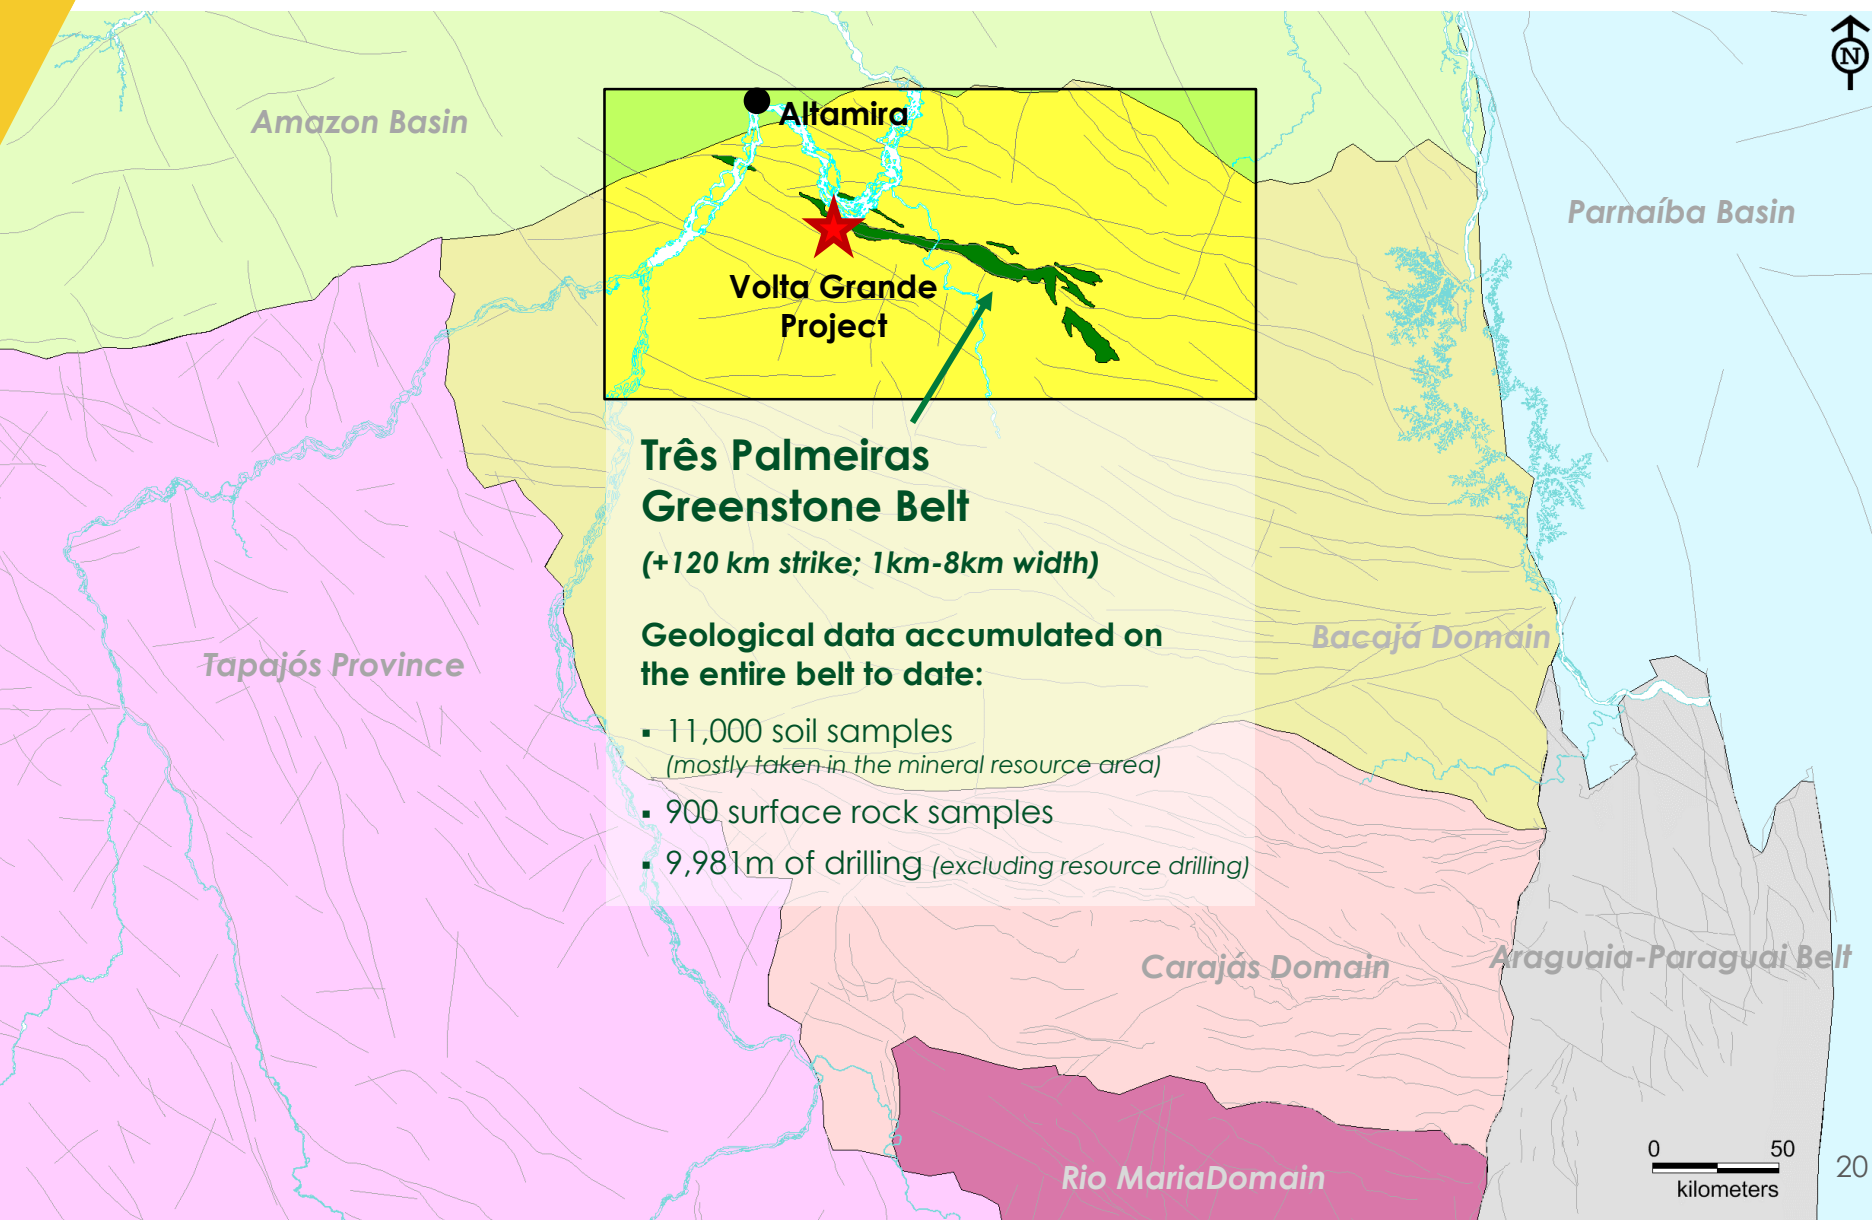 N
Altamira
Amazon Basin
Parnaíba Basin
Volta Grande
Project
Três Palmeiras
Greenstone Belt
(+120 km strike; 1km-8km width)
Geological data accumulated on
the entire belt to date:
▪ 11,000 soil samples
(mostly taken in the mineral resource area)
▪ 900 surface rock samples
▪ 9,981m of drilling (excluding resource drilling)
Bacajá Domain
Tapajós Province
Carajás Domain
Araguaia-Paraguai Belt
Rio MariaDomain
0 50
kilometers
20